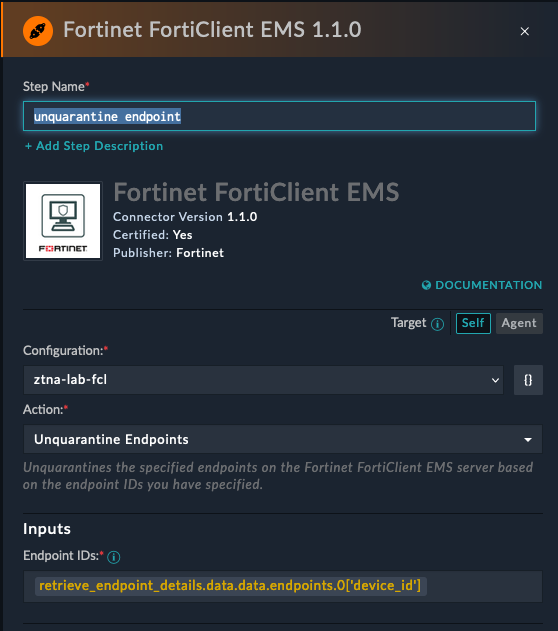 Fortinet FortiClient EMS 1.1.0
Step Name*
unquarantine endpoint
+ Add Step Description
Fortinet FortiClient EMS
Connector Version 1.1.0
Certified: Yes
Publisher: Fortinet
FORTINET
DOCUMENTATION
Target Self Agent
Configuration:*
ztna-lab-fcl
{}
Action:*
Unquarantine Endpoints
Unquarantines the specified endpoints on the Fortinet FortiClient EMS server based
on the endpoint IDs you have specified.
Inputs
Endpoint IDs:*
retrieve_endpoint_details.data.data.endpoints.0['device_id']